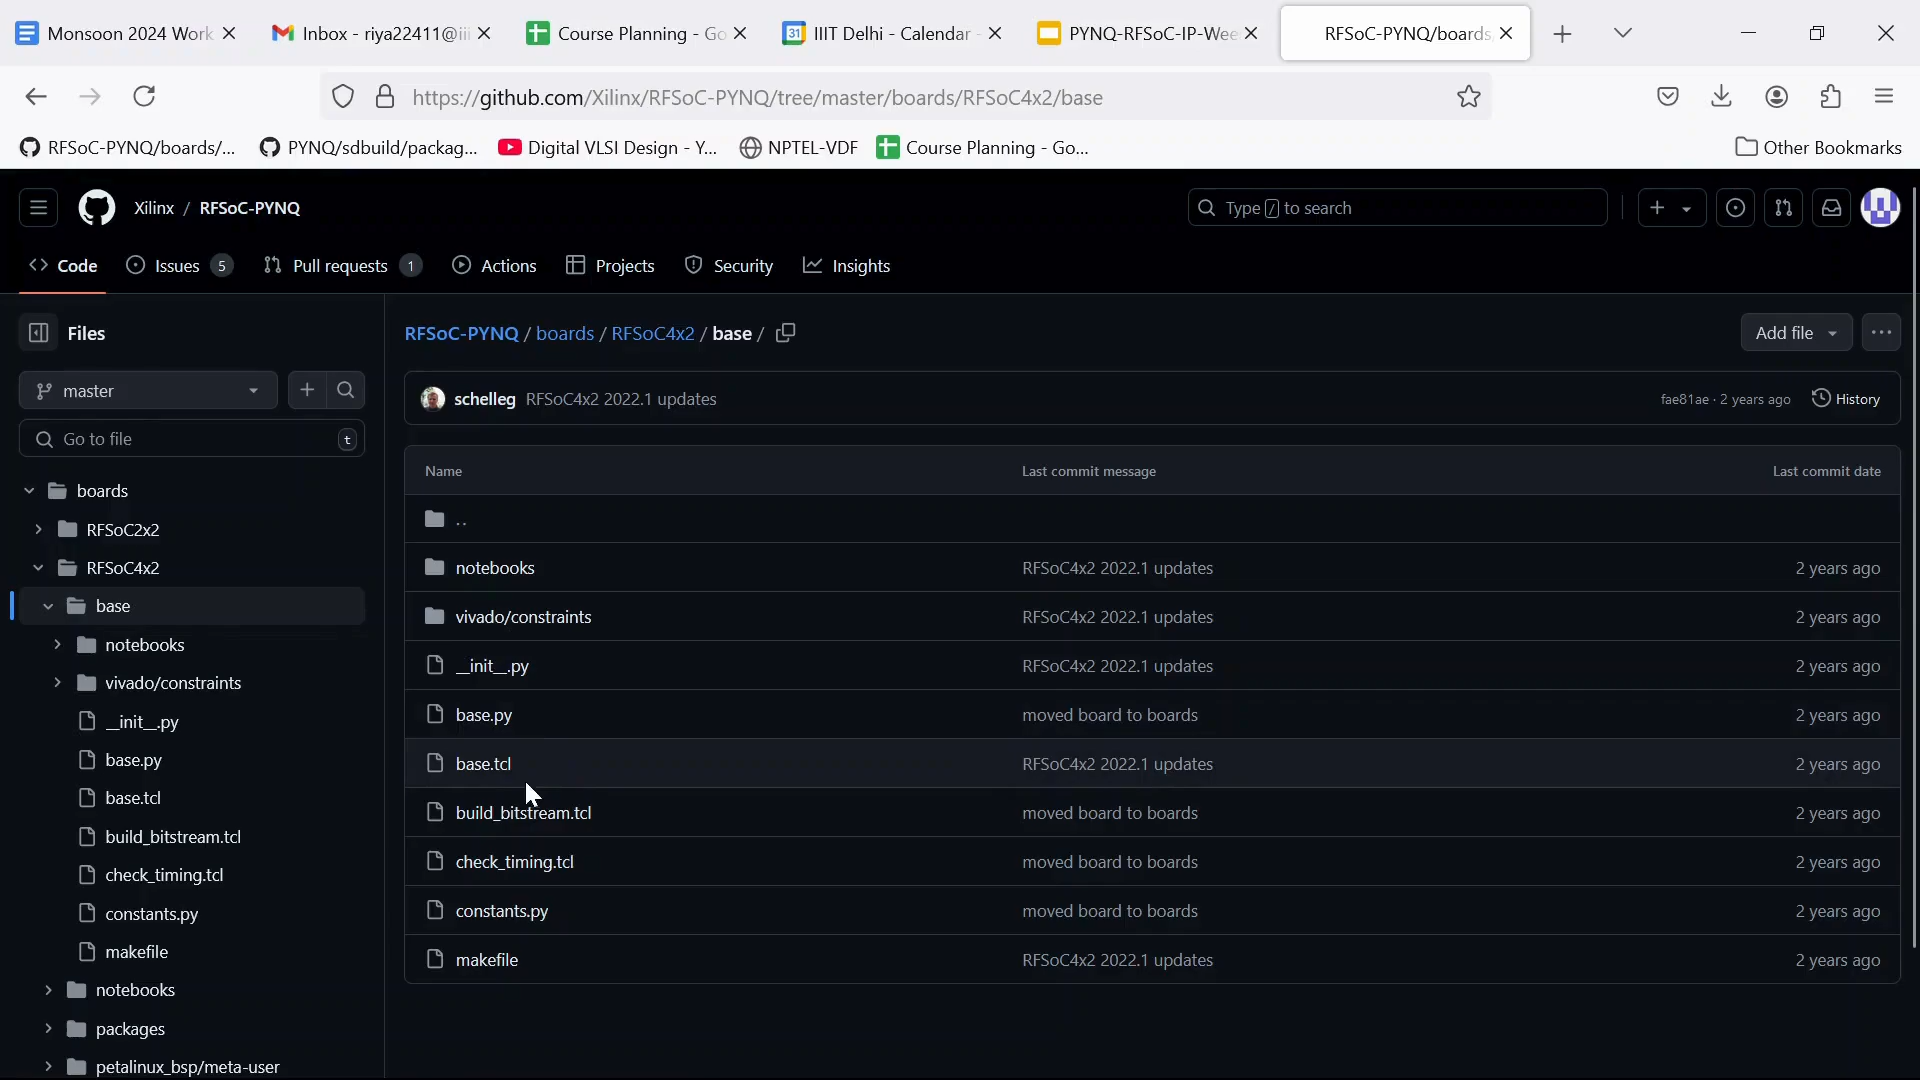 Monsoon 2024 Work
Inbox - riya22411@iii
Course Planning - Go
31 IIIT Delhi - Calendar -
PYNQ-RFSoC-IP-Wee
RFSoC-PYNQ/boards
https://github.com/Xilinx/RFSoC-PYNQ/tree/master/boards/RFSoC4x2/base
RFSoC-PYNQ/boards/...
PYNQ/sdbuild/packag...
Digital VLSI Design - Y...
NPTEL-VDF
Course Planning - Go...
Other Bookmarks
Xilinx / RFSoC-PYNQ
Type / to search
Code
Issues 5
Pull requests 1
Actions
Projects
Security
Insights
Files
master
Go to file t
boards
RFSoC2x2
RFSoC4x2
base
notebooks
vivado/constraints
__init__.py
base.py
base.tcl
build_bitstream.tcl
check_timing.tcl
constants.py
makefile
notebooks
packages
petalinux_bsp/meta-user
RFSoC-PYNQ / boards / RFSoC4x2 / base /
Add file
schelleg RFSoC4x2 2022.1 updates
fae81ae · 2 years ago
History
Name Last commit message Last commit date
..
notebooks RFSoC4x2 2022.1 updates 2 years ago
vivado/constraints RFSoC4x2 2022.1 updates 2 years ago
__init__.py RFSoC4x2 2022.1 updates 2 years ago
base.py moved board to boards 2 years ago
base.tcl RFSoC4x2 2022.1 updates 2 years ago
build_bitstream.tcl moved board to boards 2 years ago
check_timing.tcl moved board to boards 2 years ago
constants.py moved board to boards 2 years ago
makefile RFSoC4x2 2022.1 updates 2 years ago